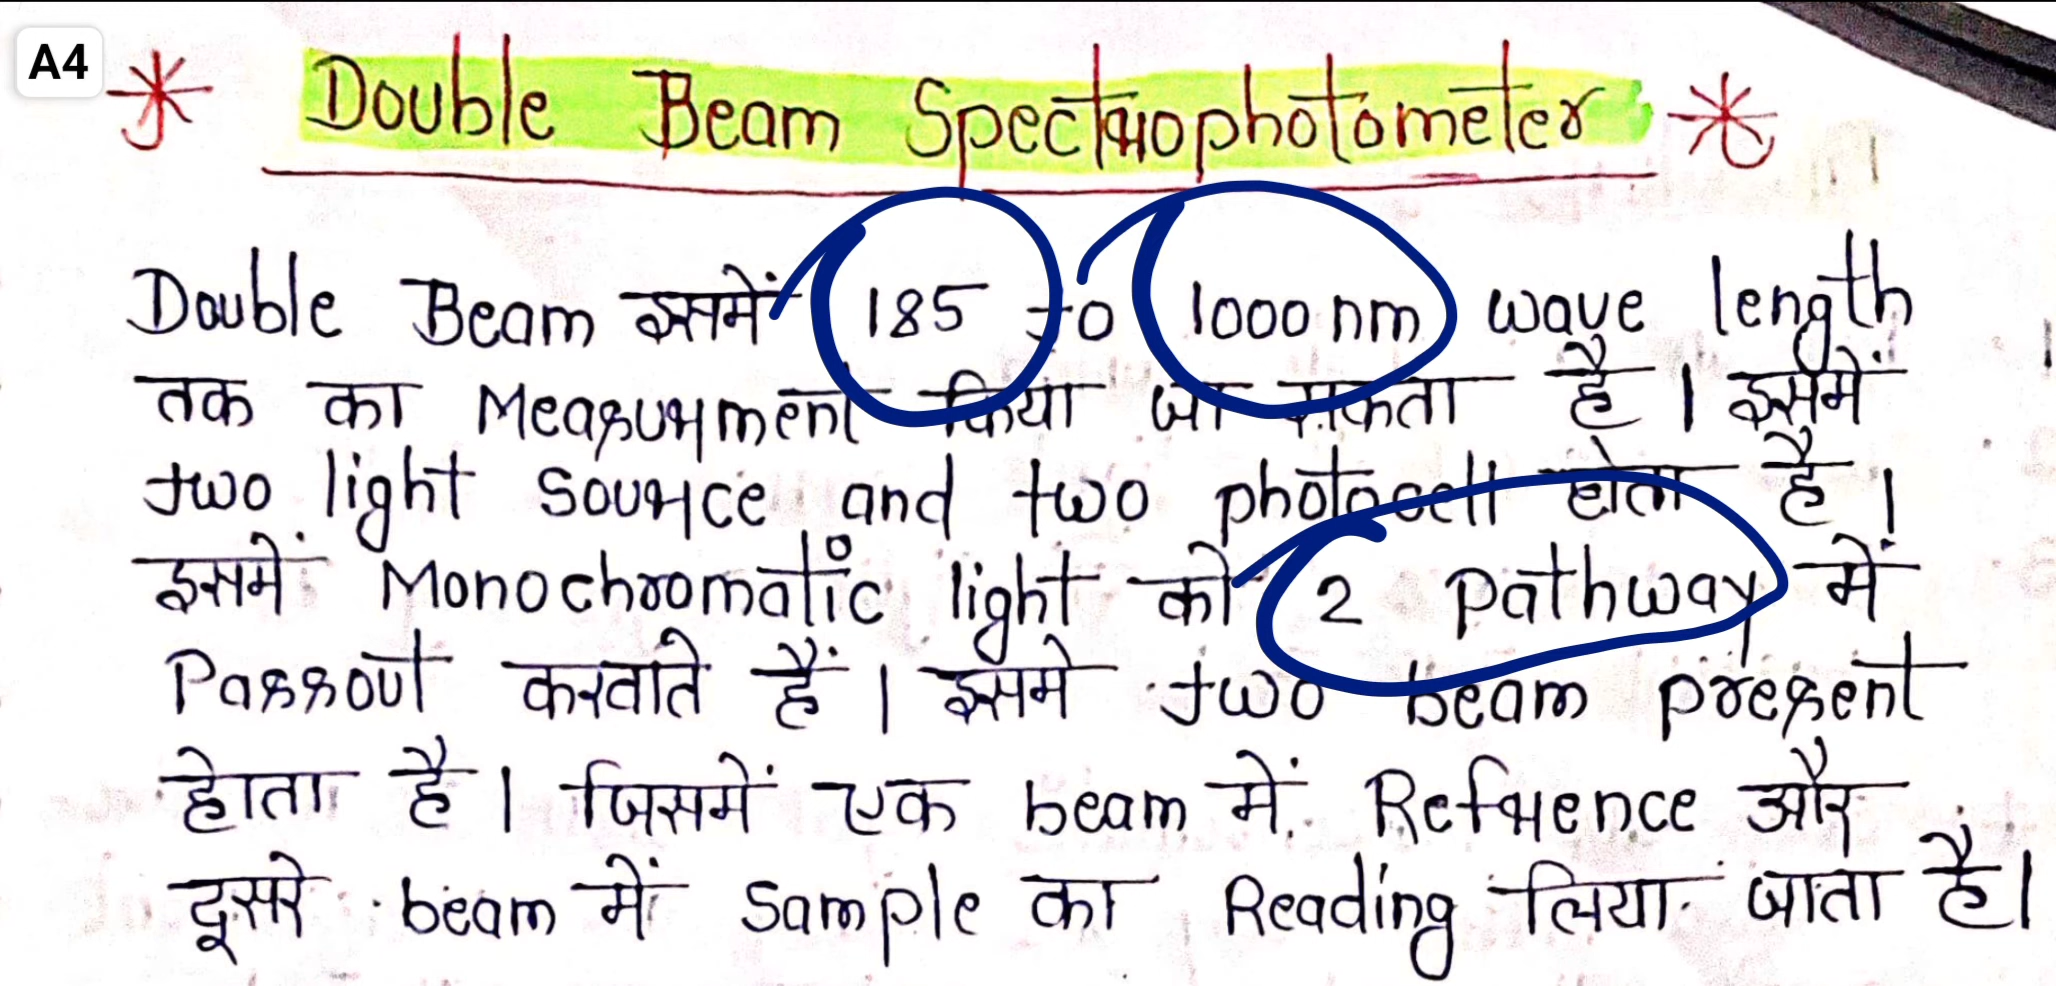 A4
Double Beam Spectrophotometer
Double Beam इसमें 185 to 1000 nm wave length
तक का Measurment किया जा सकता है । इसमें
two light source and two photocell होता है ।
इसमें Monochromatic light को 2 Pathway में
Passout करवाते हैं । इसमे two beam present
होता है । जिसमें एक beam में Refrence और
दूसरे beam में Sample का Reading लिया जाता है।